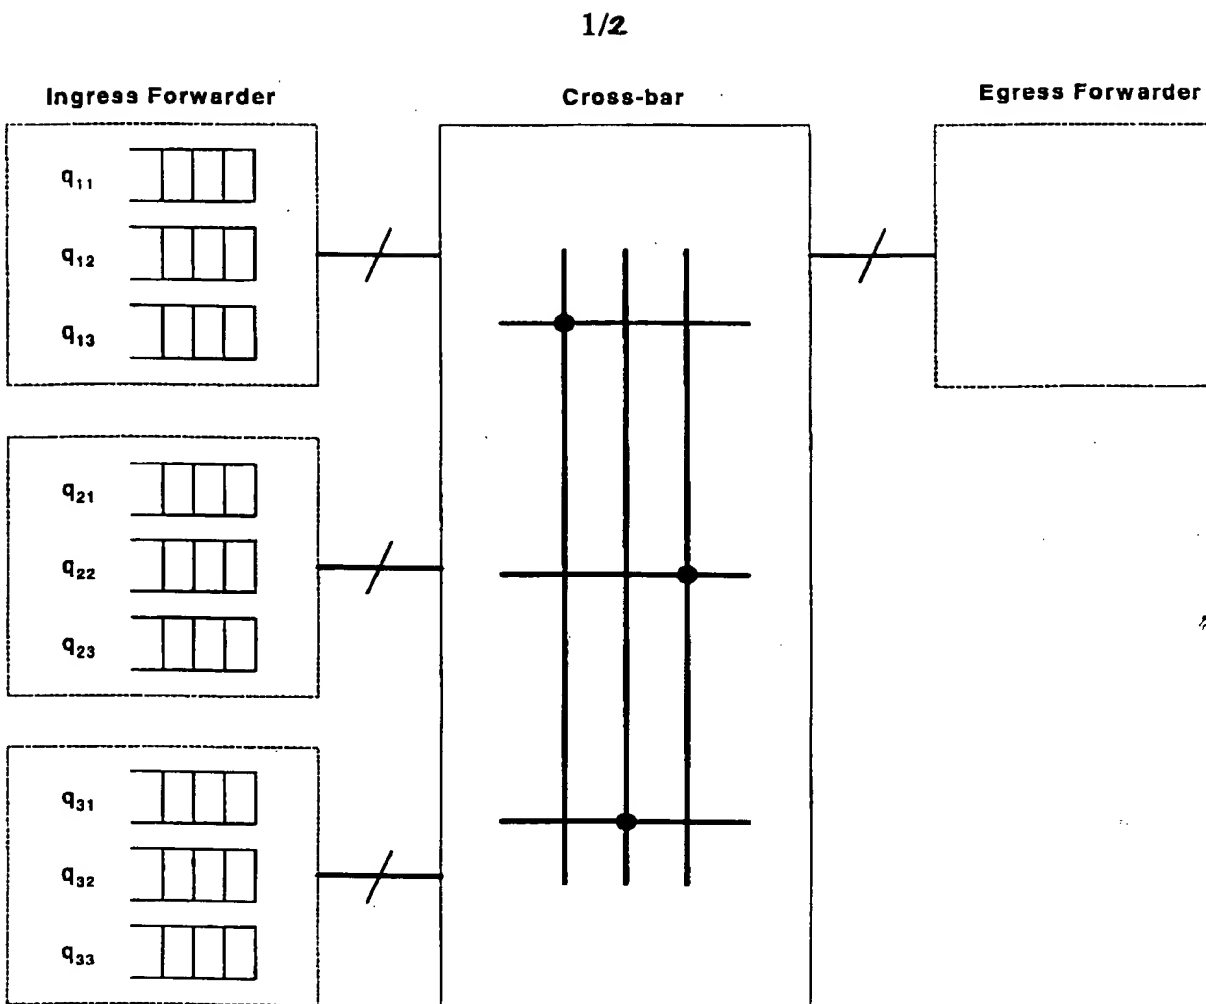 1/2
Ingress Forwarder
Cross-bar
Egress Forwarder
q11
q12
q13
q21
q22
q23
q31
q32
q33